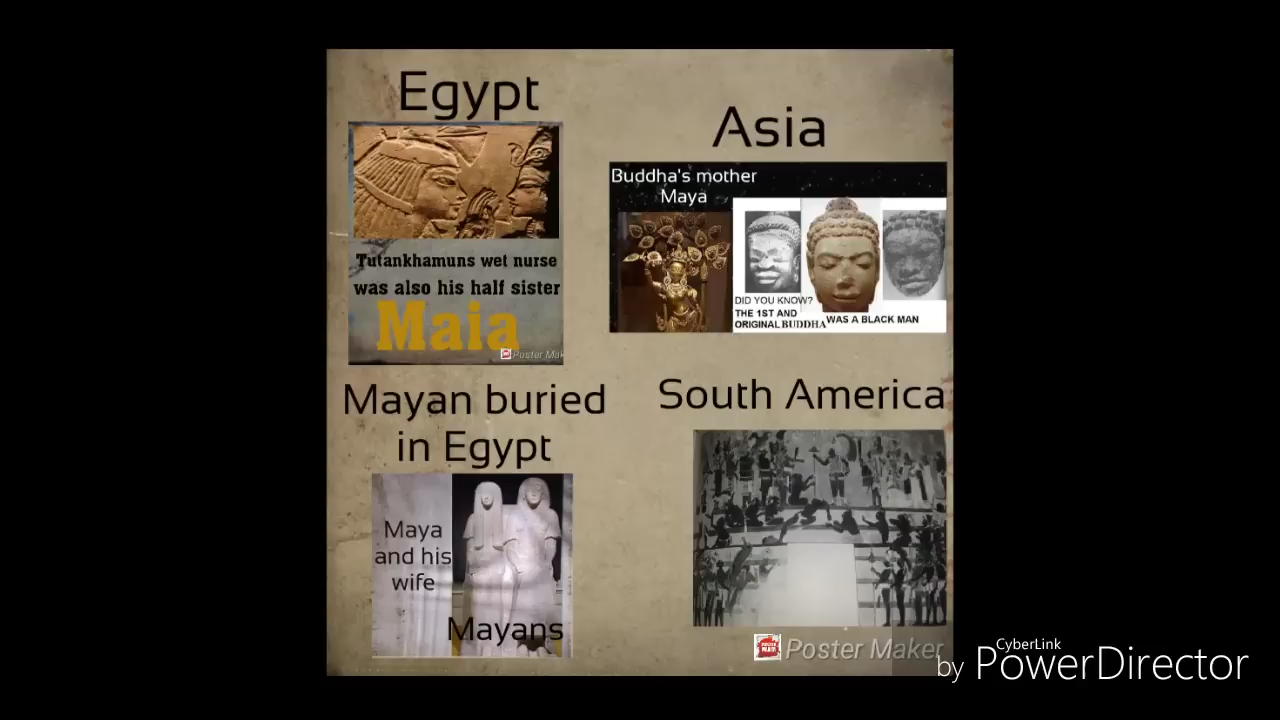 Egypt
Tutankhamuns wet nurse
was also his half sister
Maia
Poster Mak
Asia
Buddha's mother
Maya
DID YOU KNOW?
THE 1ST AND
ORIGINAL BUDDHA WAS A BLACK MAN
Mayan buried
in Egypt
Maya
and his
wife
Mayans
South America
Poster Maker
CyberLink
by PowerDirector